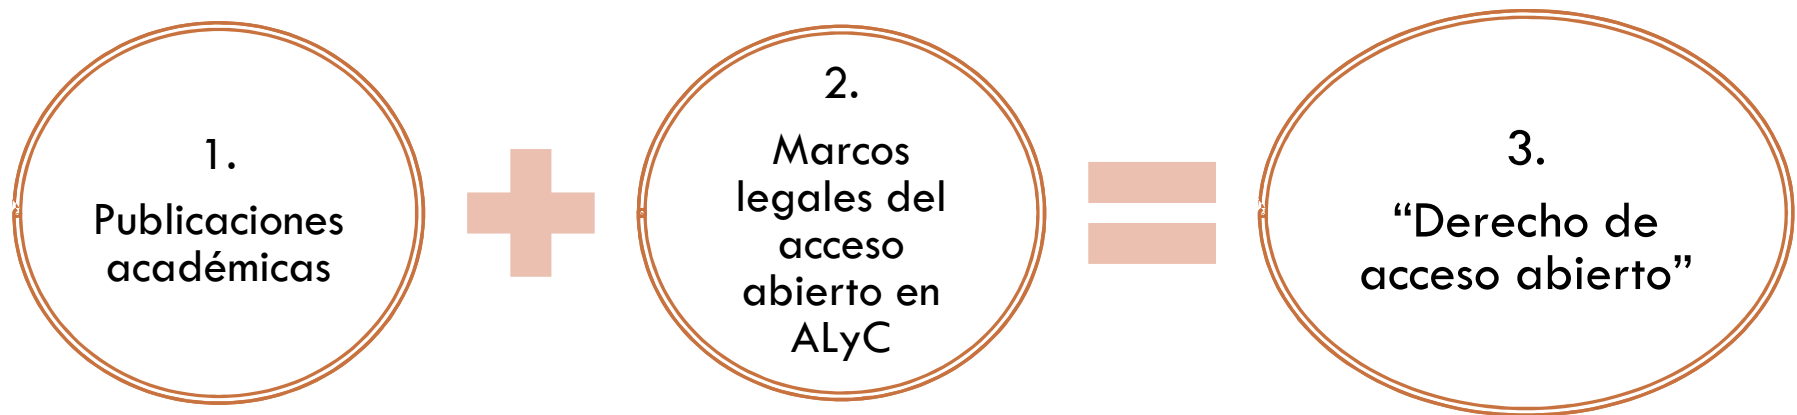 1.
Publicaciones
académicas
2.
Marcos
legales del
acceso
abierto en
ALyC
3.
“Derecho de
acceso abierto”